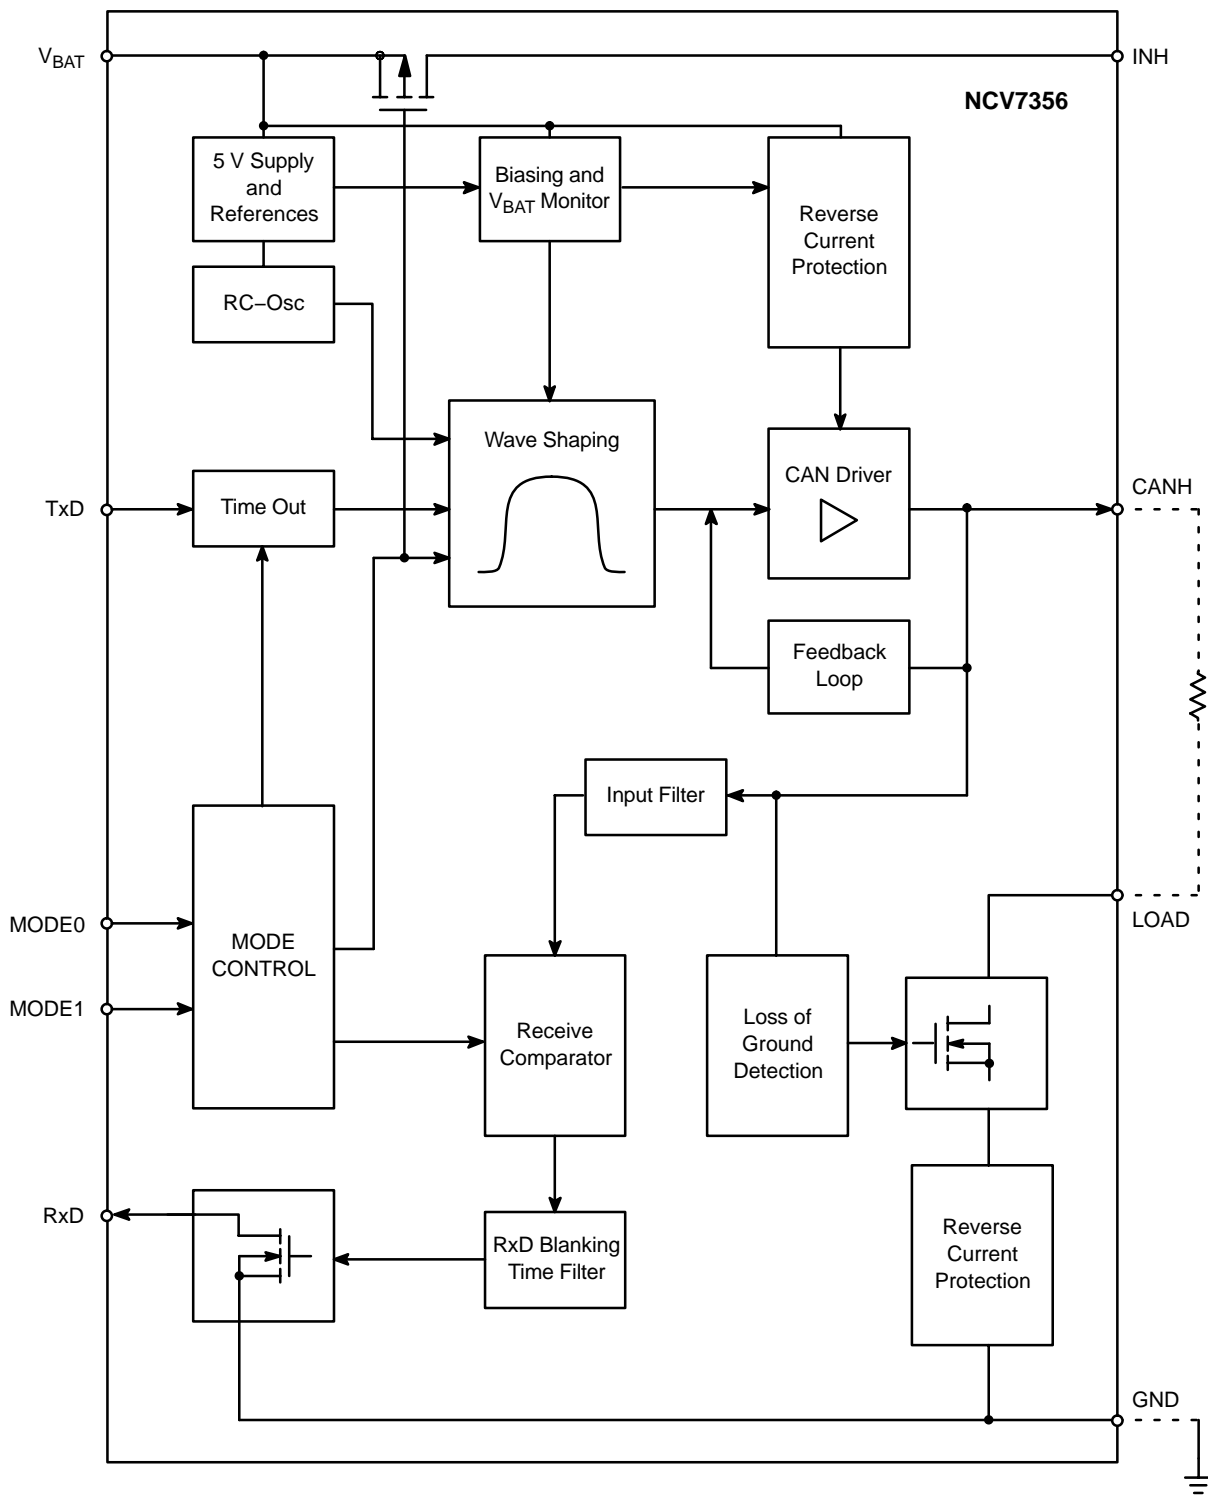 V_BAT
INH
NCV7356
5 V Supply
and
References
Biasing and
V_BAT Monitor
Reverse
Current
Protection
RC–Osc
Wave Shaping
CAN Driver
CANH
TxD
Time Out
Feedback
Loop
Input Filter
MODE0
MODE
CONTROL
MODE1
LOAD
Receive
Comparator
Loss of
Ground
Detection
RxD
RxD Blanking
Time Filter
Reverse
Current
Protection
GND